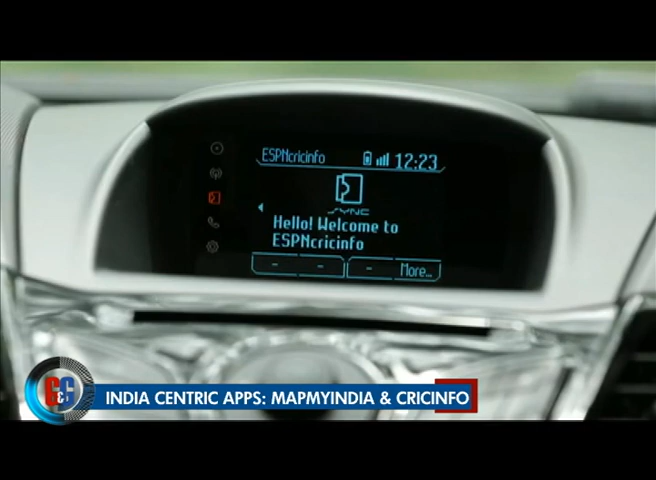 ESPNcricinfo 12:23
SYNC
Hello! Welcome to
ESPNcricinfo
- - - More...
G&G
INDIA CENTRIC APPS: MAPMYINDIA & CRICINFO